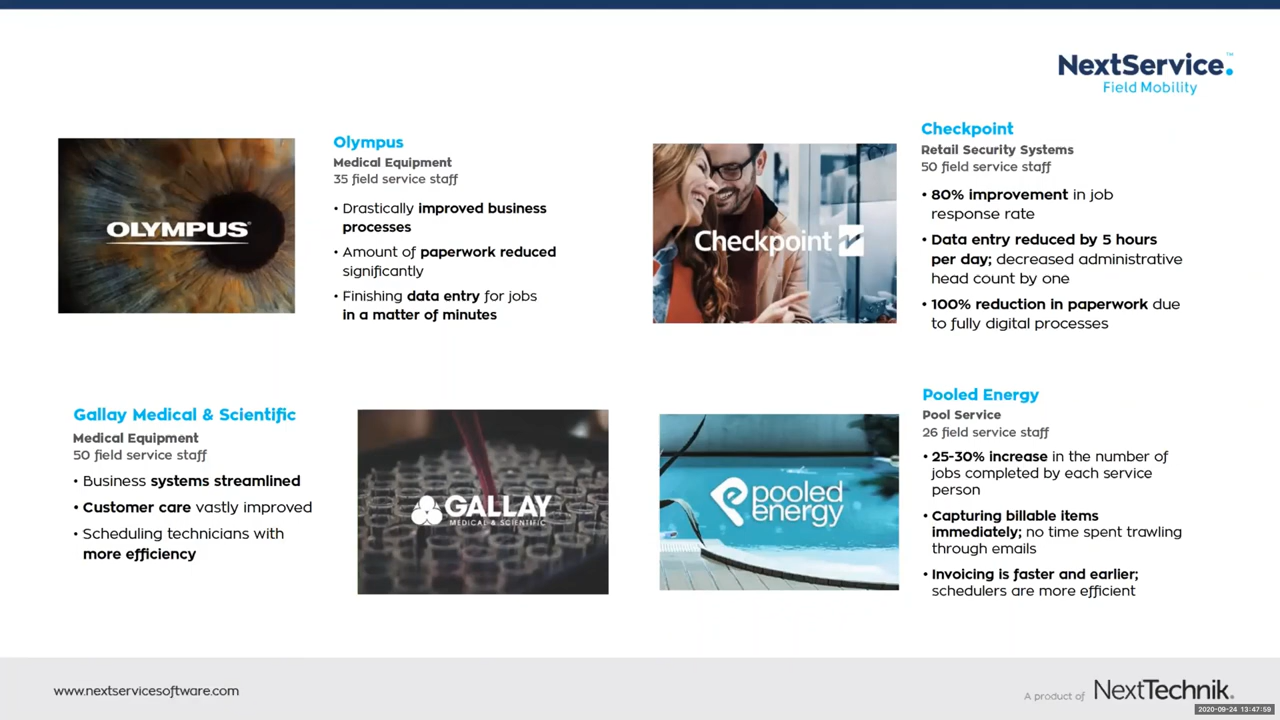 NextService.™
Field Mobility
OLYMPUS®
Olympus
Medical Equipment
35 field service staff
• Drastically improved business
processes
• Amount of paperwork reduced
significantly
• Finishing data entry for jobs
in a matter of minutes
Checkpoint
Checkpoint
Retail Security Systems
50 field service staff
• 80% improvement in job
response rate
• Data entry reduced by 5 hours
per day; decreased administrative
head count by one
• 100% reduction in paperwork due
to fully digital processes
Gallay Medical & Scientific
Medical Equipment
50 field service staff
• Business systems streamlined
• Customer care vastly improved
• Scheduling technicians with
more efficiency
GALLAY
MEDICAL & SCIENTIFIC
pooled
energy
Pooled Energy
Pool Service
26 field service staff
• 25-30% increase in the number of
jobs completed by each service
person
• Capturing billable items
immediately; no time spent trawling
through emails
• Invoicing is faster and earlier;
schedulers are more efficient
www.nextservicesoftware.com
A product of NextTechnik.
2020-09-24 13:47:59